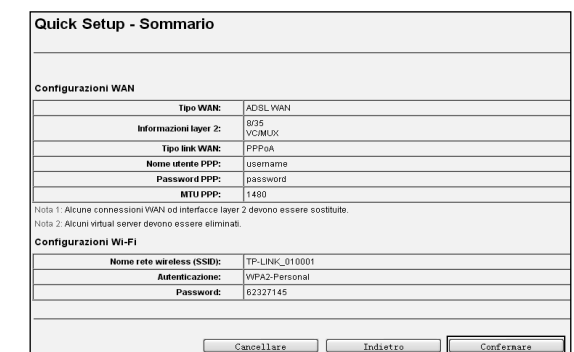 Quick Setup - Sommario
Configurazioni WAN
Tipo WAN: ADSL WAN
Informazioni layer 2: 8/35
VC/MUX
Tipo link WAN: PPPoA
Nome utente PPP: username
Password PPP: password
MTU PPP: 1480
Nota 1: Alcune connessioni WAN od interfacce layer 2 devono essere sostituite.
Nota 2: Alcuni virtual server devono essere eliminati.
Configurazioni Wi-Fi
Nome rete wireless (SSID): TP-LINK_010001
Autenticazione: WPA2-Personal
Password: 62327145
Cancellare Indietro Confermare